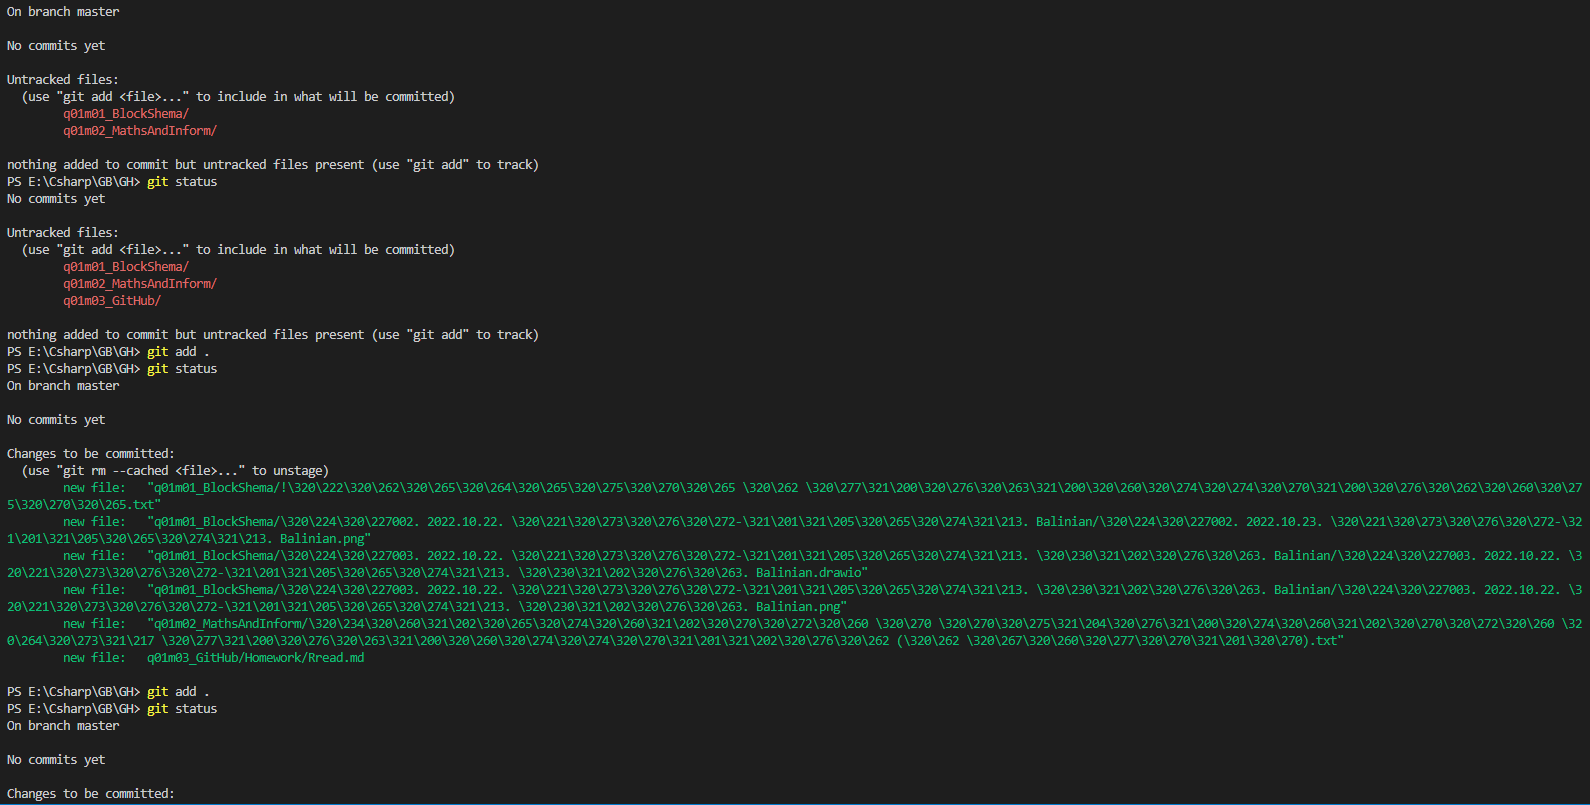 On branch master
No commits yet
Untracked files:
(use "git add <file>..." to include in what will be committed)
q01m01_BlockShema/
q01m02_MathsAndInform/
nothing added to commit but untracked files present (use "git add" to track)
PS E:\Csharp\GB\GH> git status
No commits yet
Untracked files:
(use "git add <file>..." to include in what will be committed)
q01m01_BlockShema/
q01m02_MathsAndInform/
q01m03_GitHub/
nothing added to commit but untracked files present (use "git add" to track)
PS E:\Csharp\GB\GH> git add .
PS E:\Csharp\GB\GH> git status
On branch master
No commits yet
Changes to be committed:
(use "git rm --cached <file>..." to unstage)
new file:   "q01m01_BlockShema/!\320\222\320\262\320\265\320\264\320\265\320\275\320\270\320\265 \320\262 \320\277\321\200\320\276\320\263\321\200\320\260\320\274\320\274\320\270\321\200\320\276\320\262\320\260\320\27
5\320\270\320\265.txt"
new file:   "q01m01_BlockShema/\320\224\320\227002. 2022.10.22. \320\221\320\273\320\276\320\272-\321\201\321\205\320\265\320\274\321\213. Balinian/\320\224\320\227002. 2022.10.23. \320\221\320\273\320\276\320\272-\32
1\201\321\205\320\265\320\274\321\213. Balinian.png"
new file:   "q01m01_BlockShema/\320\224\320\227003. 2022.10.22. \320\221\320\273\320\276\320\272-\321\201\321\205\320\265\320\274\321\213. \320\230\321\202\320\276\320\263. Balinian/\320\224\320\227003. 2022.10.22. \3
20\221\320\273\320\276\320\272-\321\201\321\205\320\265\320\274\321\213. \320\230\321\202\320\276\320\263. Balinian.drawio"
new file:   "q01m01_BlockShema/\320\224\320\227003. 2022.10.22. \320\221\320\273\320\276\320\272-\321\201\321\205\320\265\320\274\321\213. \320\230\321\202\320\276\320\263. Balinian/\320\224\320\227003. 2022.10.22. \3
20\221\320\273\320\276\320\272-\321\201\321\205\320\265\320\274\321\213. \320\230\321\202\320\276\320\263. Balinian.png"
new file:   "q01m02_MathsAndInform/\320\234\320\260\321\202\320\265\320\274\320\260\321\202\320\270\320\272\320\260 \320\270 \320\270\320\275\321\204\320\276\321\200\320\274\320\260\321\202\320\270\320\272\320\260 \32
0\264\320\273\321\217 \320\277\321\200\320\276\320\263\321\200\320\260\320\274\320\274\320\270\321\201\321\202\320\276\320\262 (\320\262 \320\267\320\260\320\277\320\270\321\201\320\270).txt"
new file:   q01m03_GitHub/Homework/Rread.md
PS E:\Csharp\GB\GH> git add .
PS E:\Csharp\GB\GH> git status
On branch master
No commits yet
Changes to be committed: